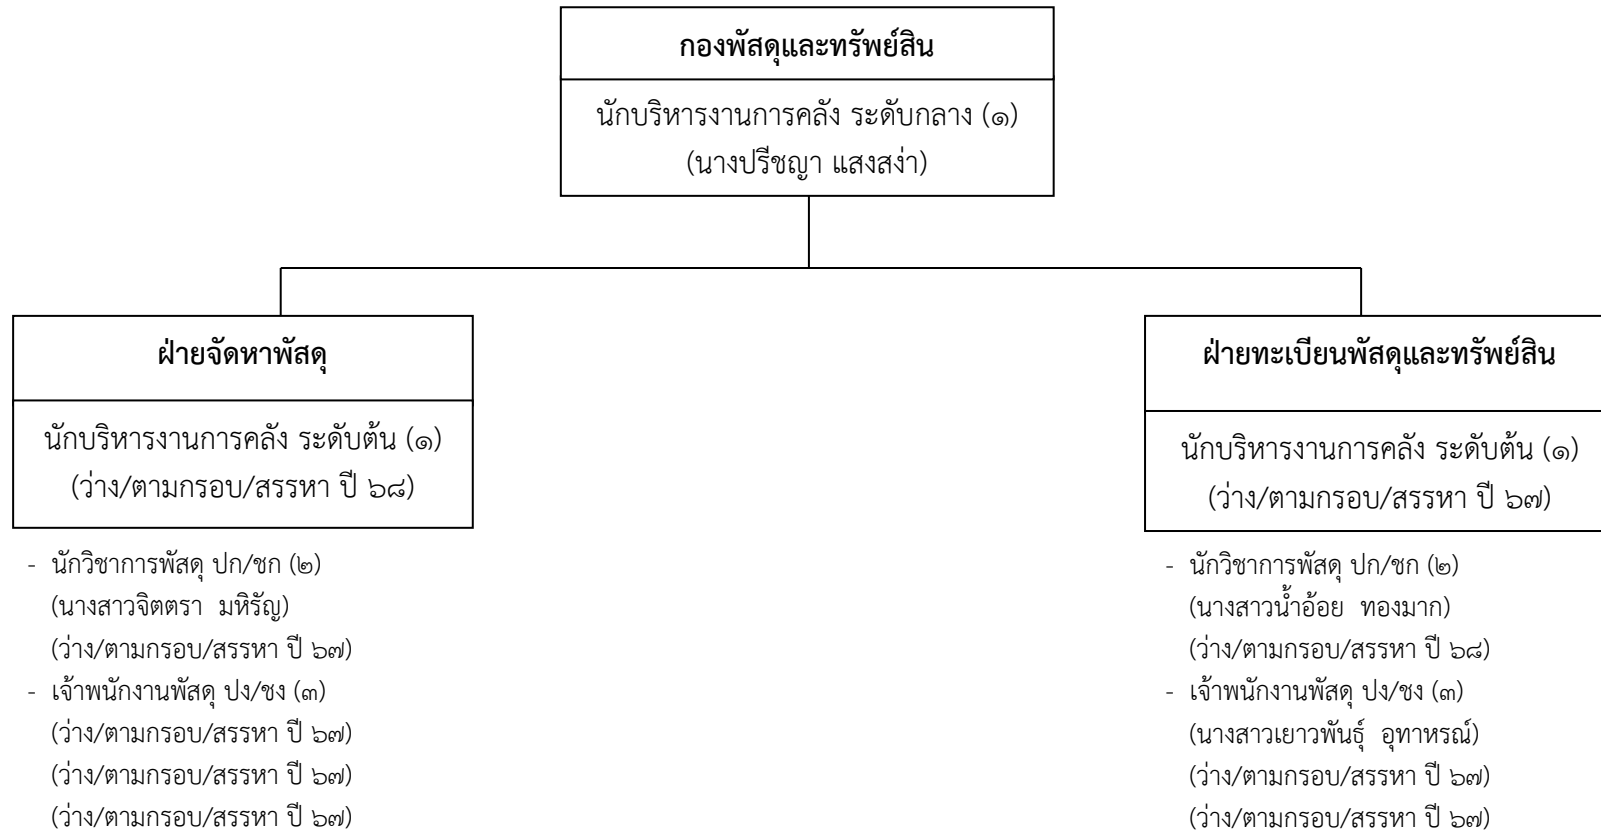 กองพัสดุและทรัพย์สิน
นักบริหารงานการคลัง ระดับกลาง (๑)
(นางปรีชญา แสงสง่า)
ฝ่ายจัดหาพัสดุ
นักบริหารงานการคลัง ระดับต้น (๑)
(ว่าง/ตามกรอบ/สรรหา ปี ๖๘)
- นักวิชาการพัสดุ ปก/ชก (๒)
(นางสาวจิตตรา มหิรัญ)
(ว่าง/ตามกรอบ/สรรหา ปี ๖๗)
- เจ้าพนักงานพัสดุ ปง/ชง (๓)
(ว่าง/ตามกรอบ/สรรหา ปี ๖๗)
(ว่าง/ตามกรอบ/สรรหา ปี ๖๗)
(ว่าง/ตามกรอบ/สรรหา ปี ๖๗)
ฝ่ายทะเบียนพัสดุและทรัพย์สิน
นักบริหารงานการคลัง ระดับต้น (๑)
(ว่าง/ตามกรอบ/สรรหา ปี ๖๗)
- นักวิชาการพัสดุ ปก/ชก (๒)
(นางสาวน้ำอ้อย ทองมาก)
(ว่าง/ตามกรอบ/สรรหา ปี ๖๘)
- เจ้าพนักงานพัสดุ ปง/ชง (๓)
(นางสาวเยาวพันธุ์ อุทาหรณ์)
(ว่าง/ตามกรอบ/สรรหา ปี ๖๗)
(ว่าง/ตามกรอบ/สรรหา ปี ๖๗)